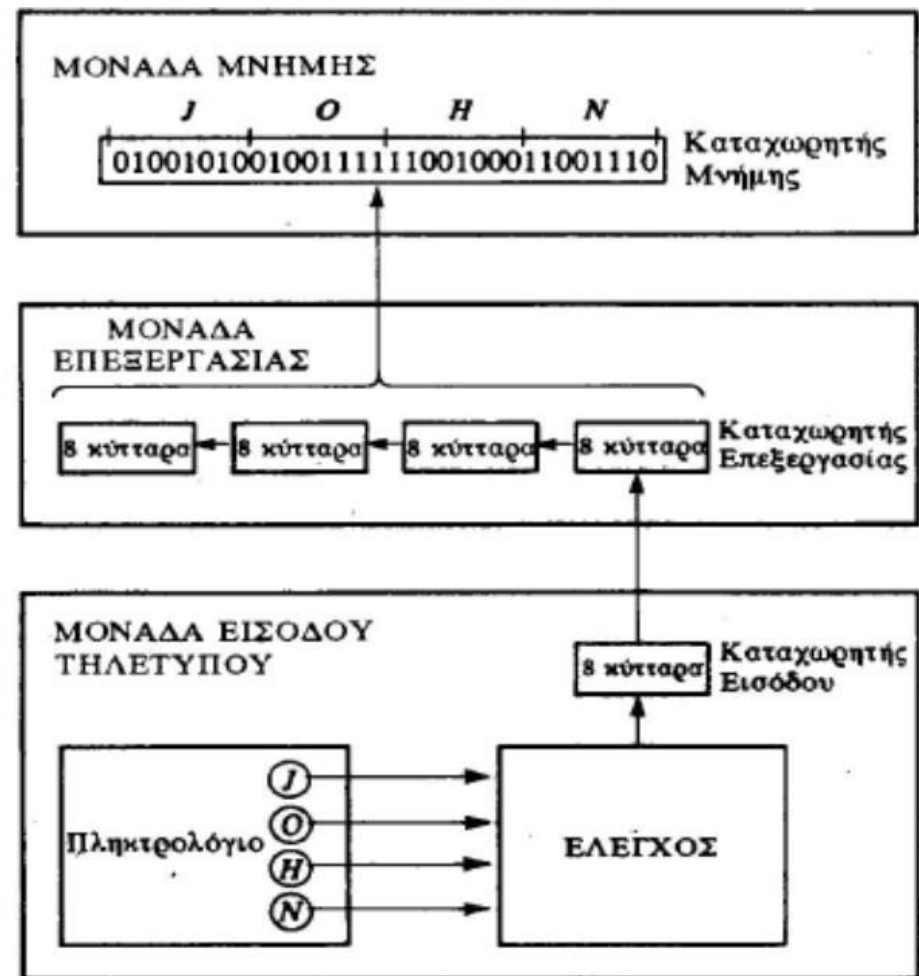 ΜΟΝΑΔΑ ΜΝΗΜΗΣ
J O H N
01001010010011111100100011001110
Καταχωρητής
Μνήμης
ΜΟΝΑΔΑ
ΕΠΕΞΕΡΓΑΣΙΑΣ
8 κύτταρα 8 κύτταρα 8 κύτταρα 8 κύτταρα
Καταχωρητής
Επεξεργασίας
ΜΟΝΑΔΑ ΕΙΣΟΔΟΥ
ΤΗΛΕΤΥΠΟΥ
8 κύτταρα
Καταχωρητής
Εισόδου
Πληκτρολόγιο
J
O
H
N
ΕΛΕΓΧΟΣ